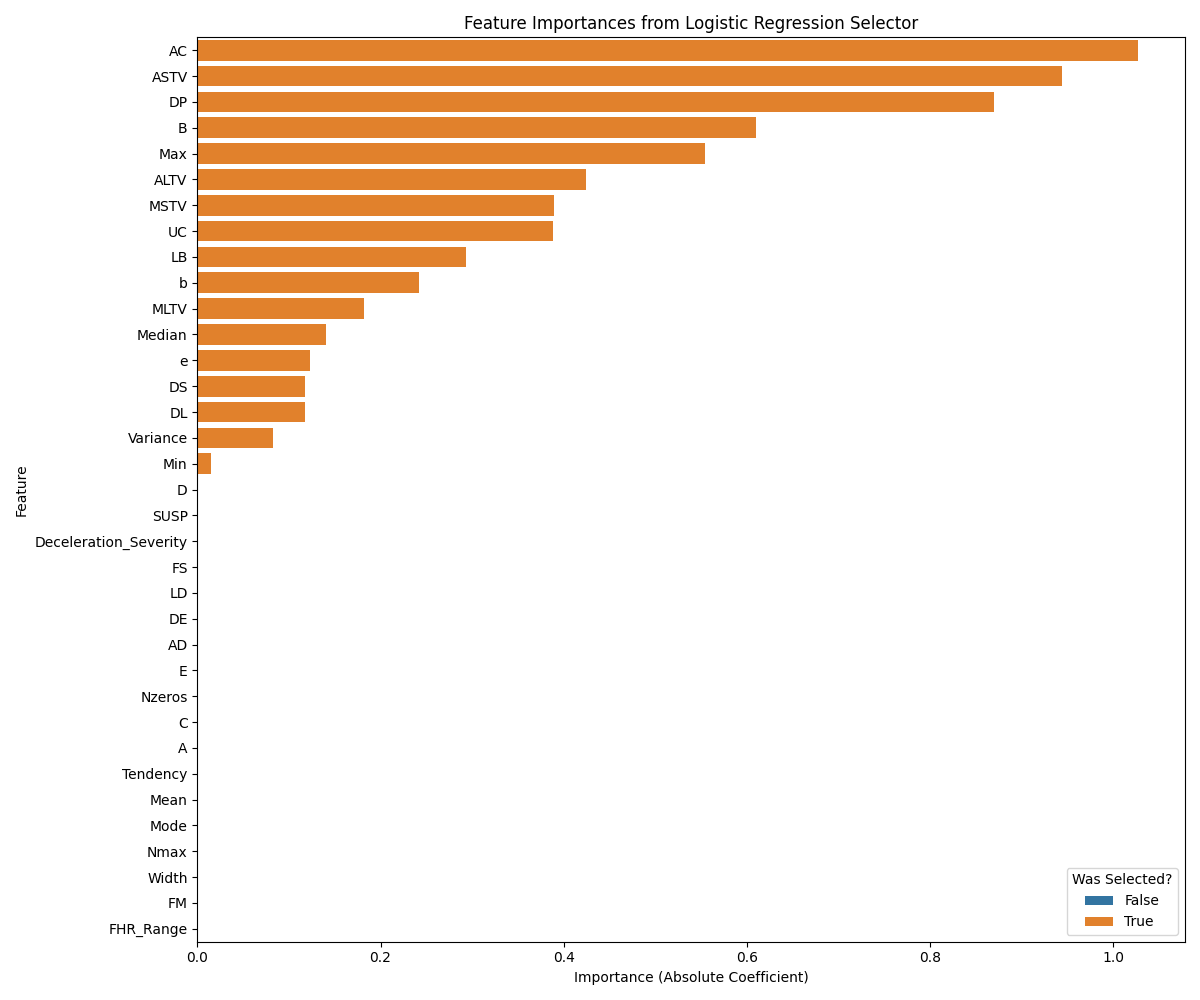 Feature Importances from Logistic Regression Selector
AC
ASTV
DP
B
Max
ALTV
MSTV
UC
LB
b
MLTV
Median
e
DS
DL
Variance
Min
D
SUSP
Deceleration_Severity
FS
LD
DE
AD
E
Nzeros
C
A
Tendency
Mean
Mode
Nmax
Width
FM
FHR_Range
Feature
Was Selected?
False
True
0.0 0.2 0.4 0.6 0.8 1.0
Importance (Absolute Coefficient)